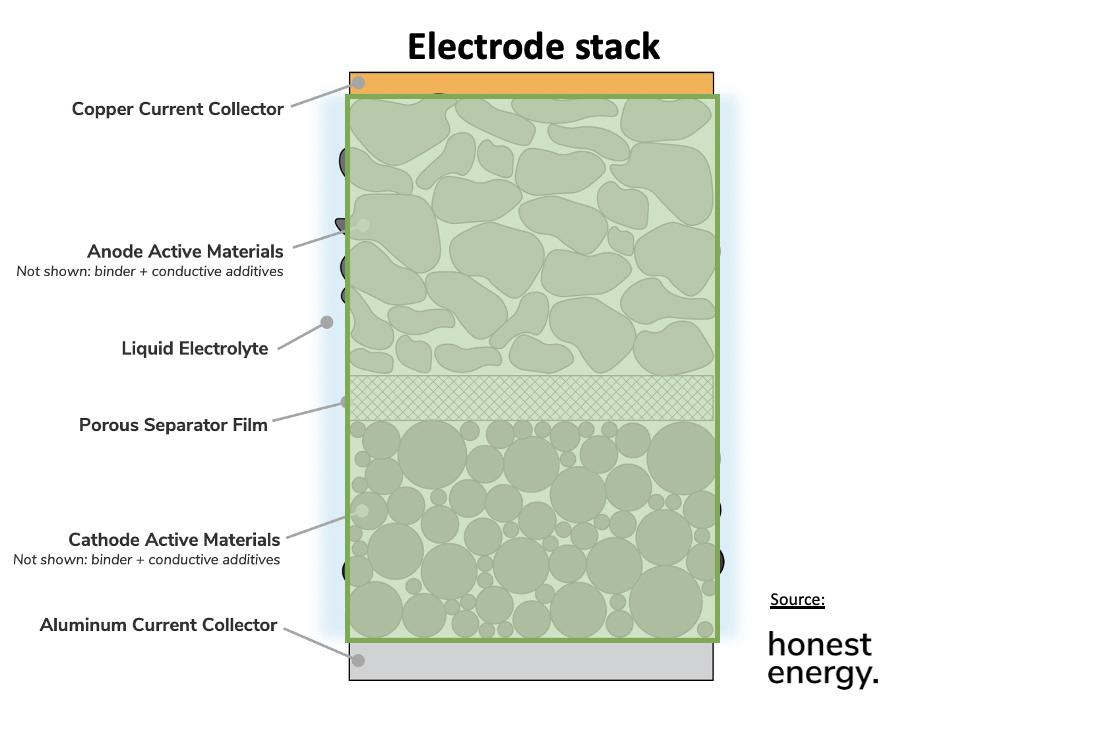 Electrode stack
Copper Current Collector
Anode Active Materials
Not shown: binder + conductive additives
Liquid Electrolyte
Porous Separator Film
Cathode Active Materials
Not shown: binder + conductive additives
Aluminum Current Collector
Source:
honest
energy.